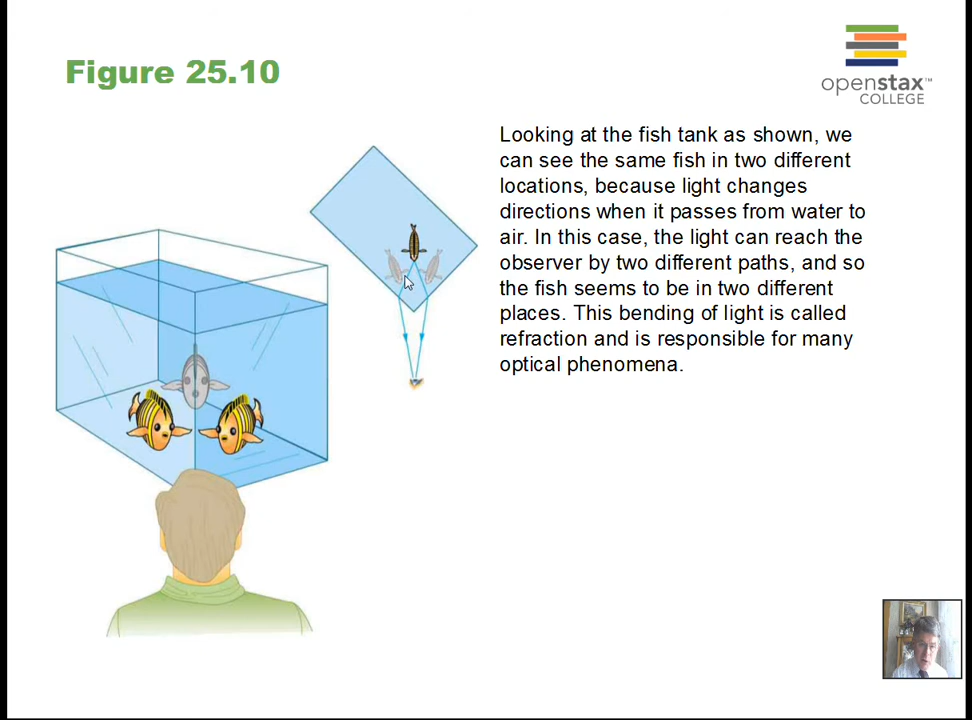 Figure 25.10
openstax™
COLLEGE
Looking at the fish tank as shown, we
can see the same fish in two different
locations, because light changes
directions when it passes from water to
air. In this case, the light can reach the
observer by two different paths, and so
the fish seems to be in two different
places. This bending of light is called
refraction and is responsible for many
optical phenomena.